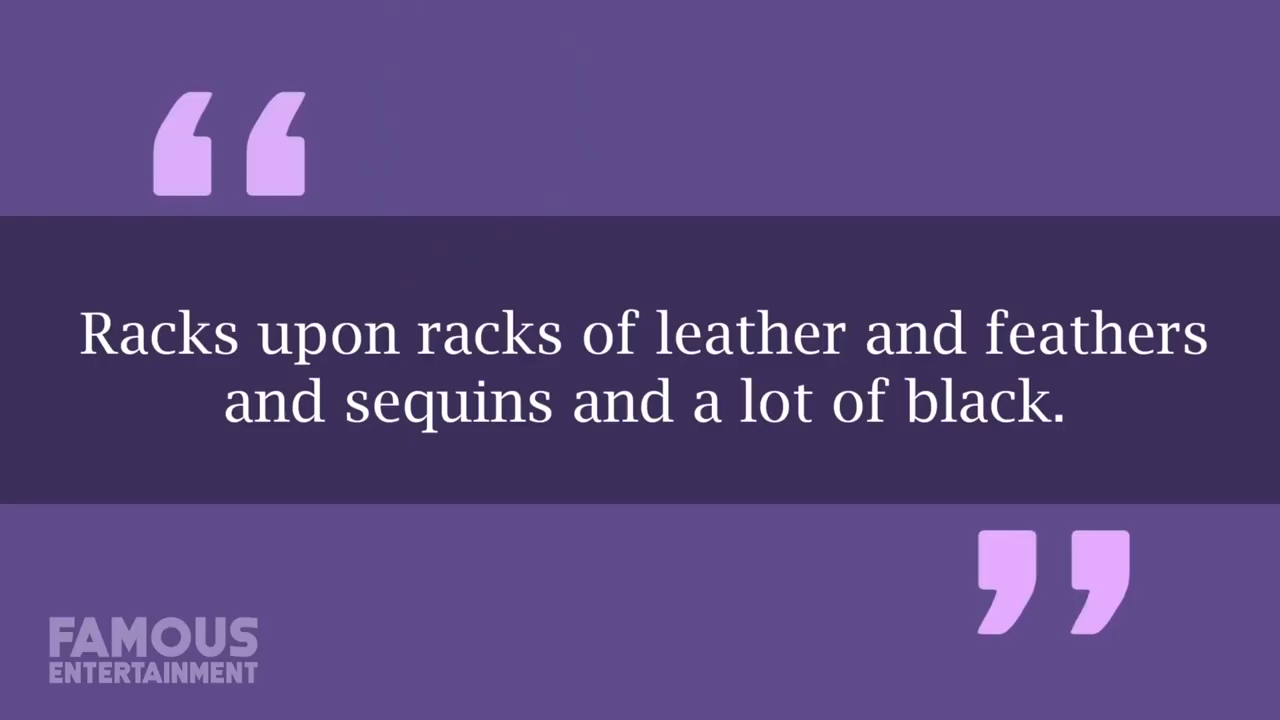 “
Racks upon racks of leather and feathers
and sequins and a lot of black.
”
FAMOUS
ENTERTAINMENT